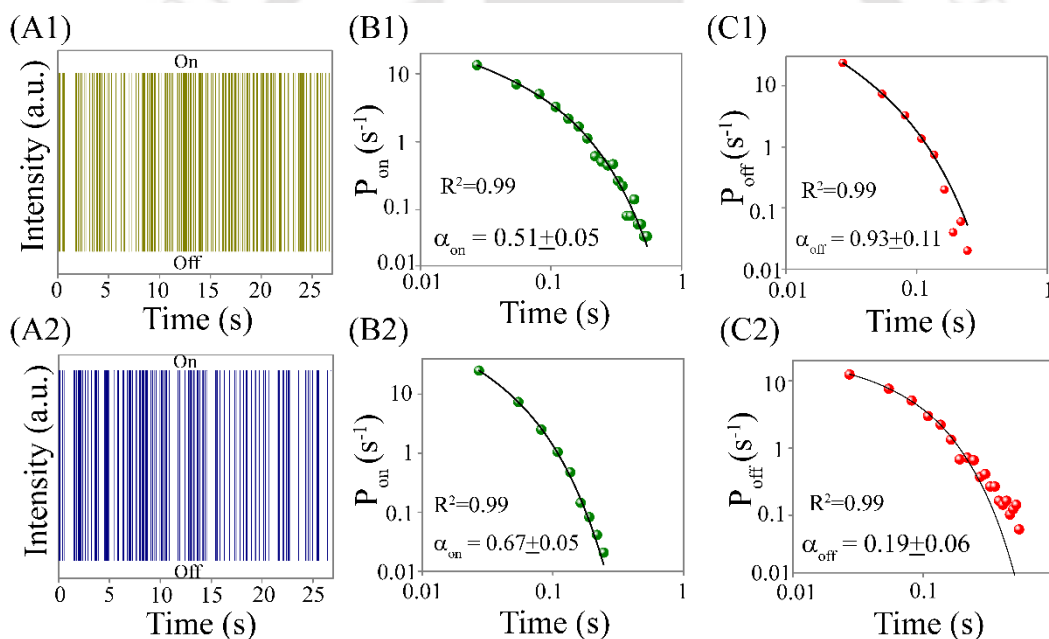 (A1)
On
Intensity (a.u.)
Off
0 5 10 15 20 25
Time (s)
(B1)
10
1
0.1
0.01
P_on (s⁻¹)
R²=0.99
α_on = 0.51±0.05
0.01 0.1 1
Time (s)
(C1)
10
1
0.1
0.01
P_off (s⁻¹)
R²=0.99
α_off = 0.93±0.11
0.01 0.1 1
Time (s)
(A2)
On
Intensity (a.u.)
Off
0 5 10 15 20 25
Time (s)
(B2)
10
1
0.1
0.01
P_on (s⁻¹)
R²=0.99
α_on = 0.67±0.05
0.01 0.1 1
Time (s)
(C2)
10
1
0.1
0.01
P_off (s⁻¹)
R²=0.99
α_off = 0.19±0.06
0.1
Time (s)